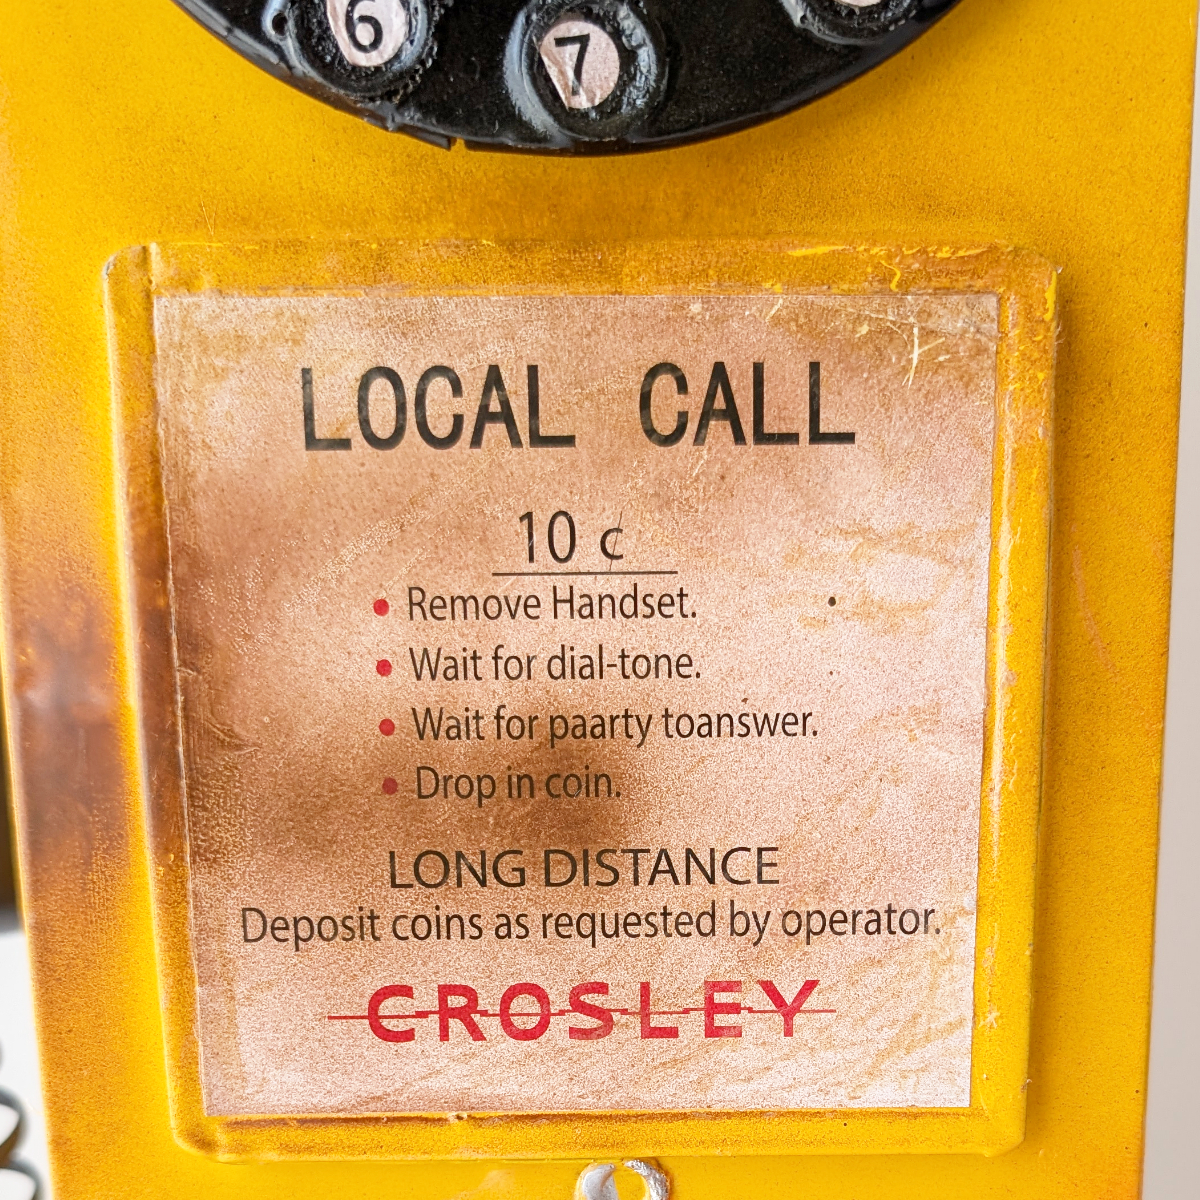 6
7
LOCAL CALL
10 ¢
• Remove Handset.
• Wait for dial-tone.
• Wait for paarty toanswer.
• Drop in coin.
LONG DISTANCE
Deposit coins as requested by operator.
CROSLEY